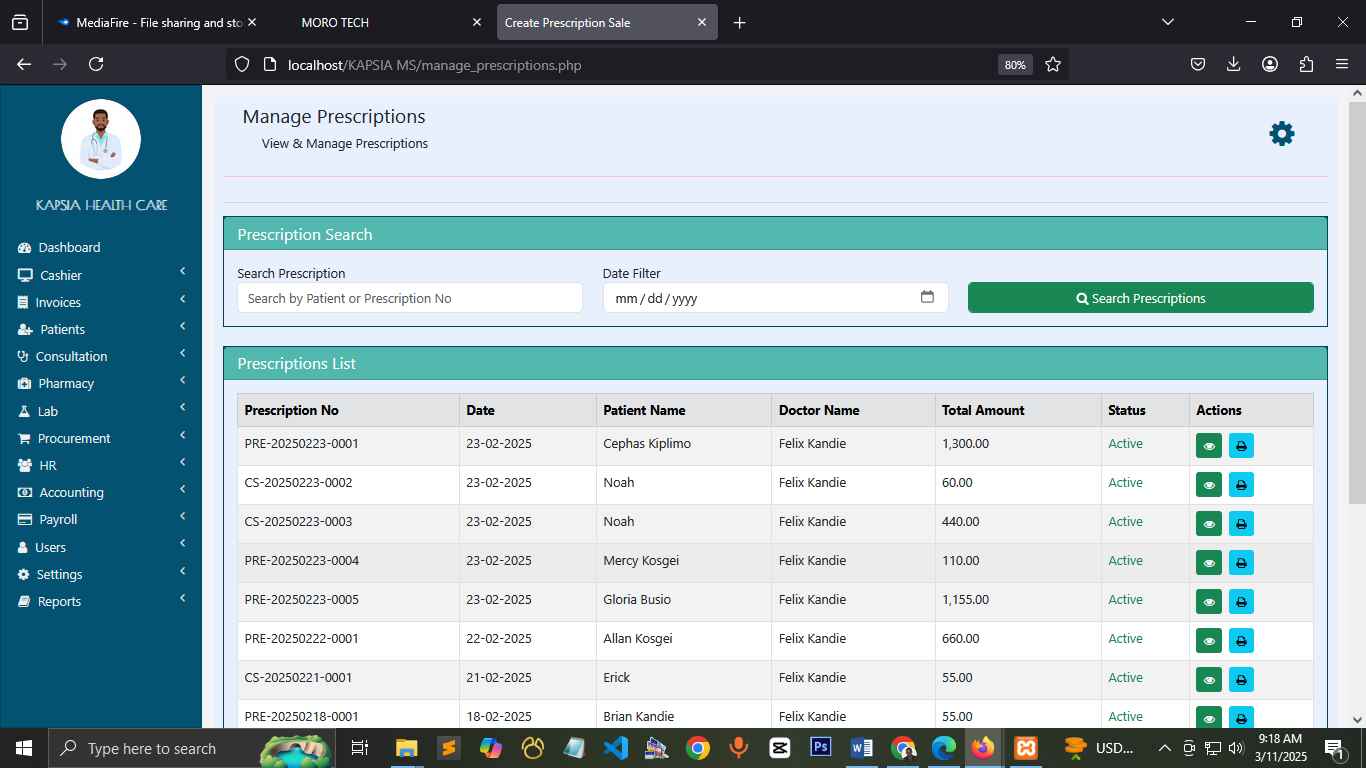 MediaFire - File sharing and sto
MORO TECH
Create Prescription Sale
localhost/KAPSIA MS/manage_prescriptions.php
80%
KAPSIA HEALTH CARE
Dashboard
Cashier
Invoices
Patients
Consultation
Pharmacy
Lab
Procurement
HR
Accounting
Payroll
Users
Settings
Reports
Manage Prescriptions
View & Manage Prescriptions
Prescription Search
Search Prescription Date Filter
Search by Patient or Prescription No mm/dd/yyyy Search Prescriptions
Prescriptions List
Prescription No Date Patient Name Doctor Name Total Amount Status Actions
PRE-20250223-0001 23-02-2025 Cephas Kiplimo Felix Kandie 1,300.00 Active
CS-20250223-0002 23-02-2025 Noah Felix Kandie 60.00 Active
CS-20250223-0003 23-02-2025 Noah Felix Kandie 440.00 Active
PRE-20250223-0004 23-02-2025 Mercy Kosgei Felix Kandie 110.00 Active
PRE-20250223-0005 23-02-2025 Gloria Busio Felix Kandie 1,155.00 Active
PRE-20250222-0001 22-02-2025 Allan Kosgei Felix Kandie 660.00 Active
CS-20250221-0001 21-02-2025 Erick Felix Kandie 55.00 Active
PRE-20250218-0001 18-02-2025 Brian Kandie Felix Kandie 55.00 Active
Type here to search
Ps
W
USD...
9:18 AM
3/11/2025
1